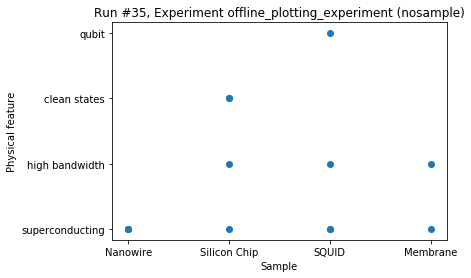 Run #35, Experiment offline_plotting_experiment (nosample)
qubit
clean states
high bandwidth
superconducting
Physical feature
Nanowire Silicon Chip SQUID Membrane
Sample